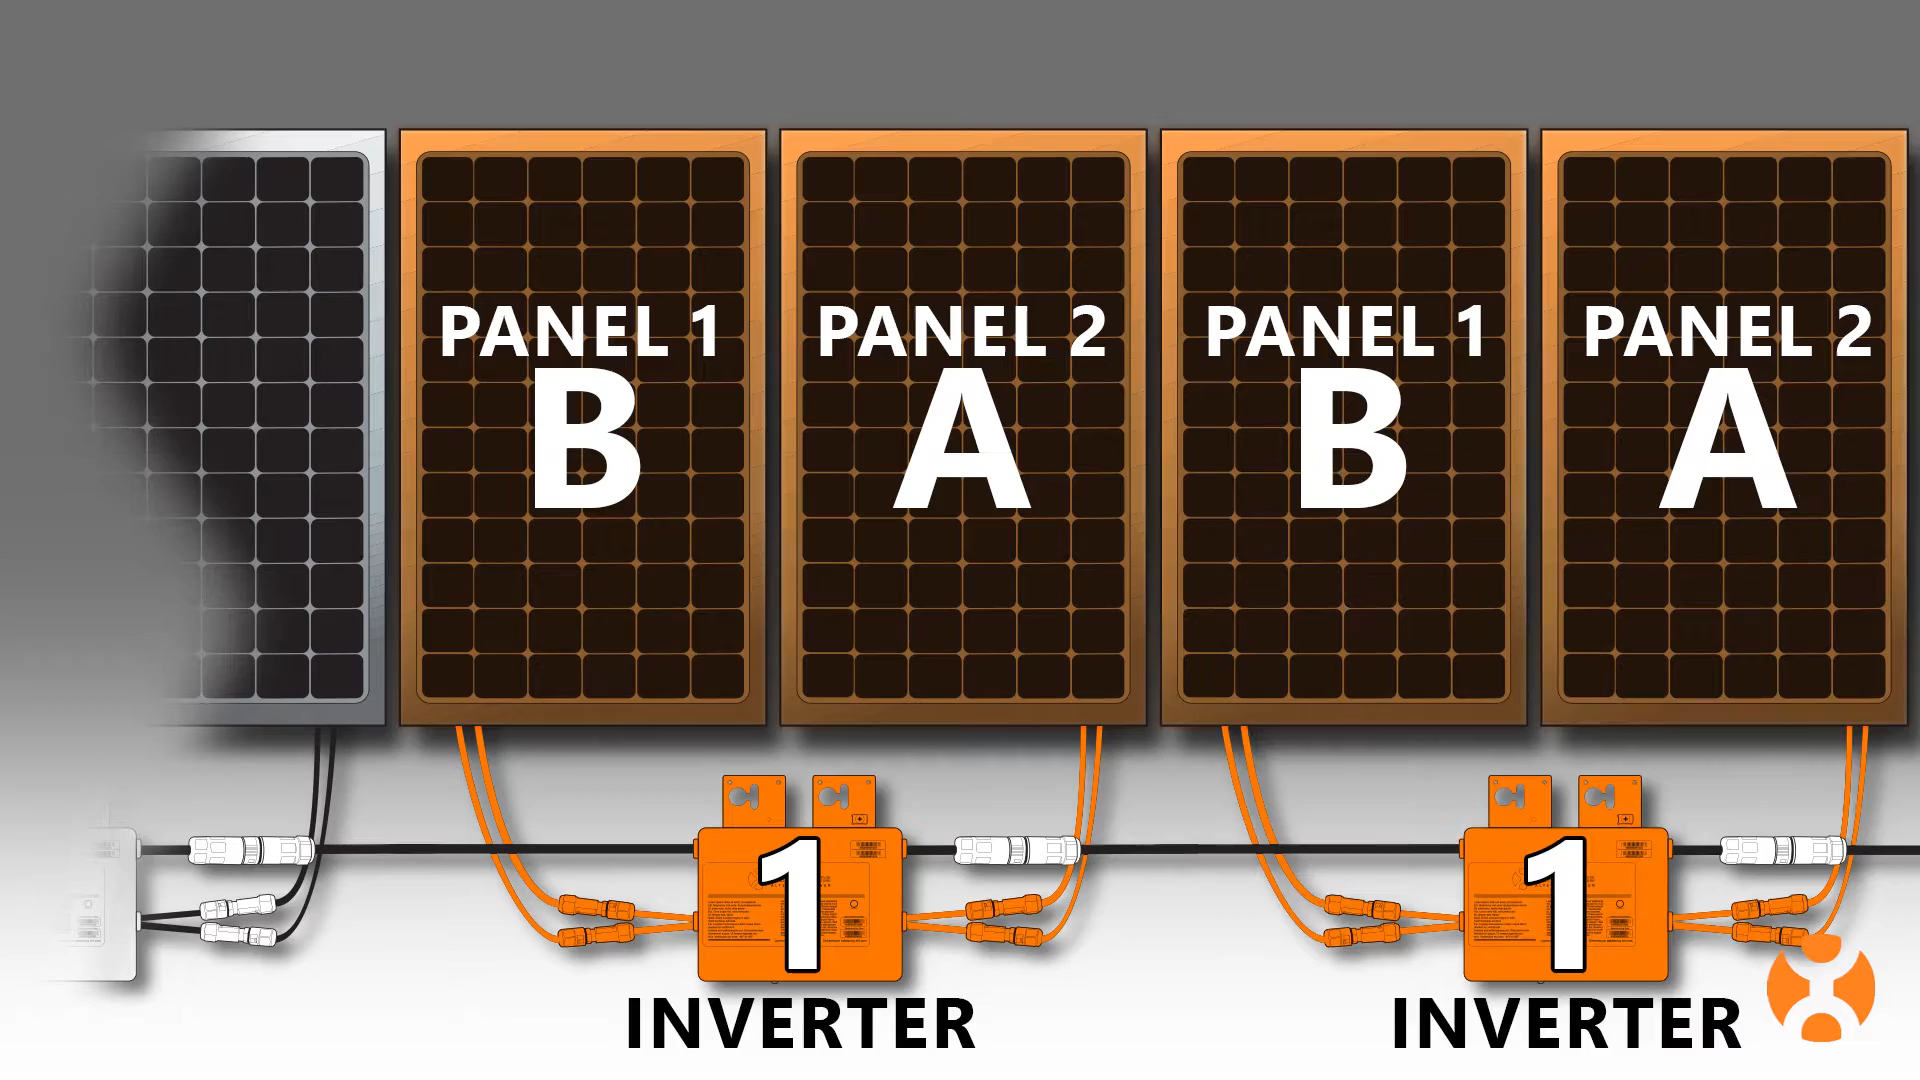 PANEL 1
B
PANEL 2
A
PANEL 1
B
PANEL 2
A
1
INVERTER
1
INVERTER